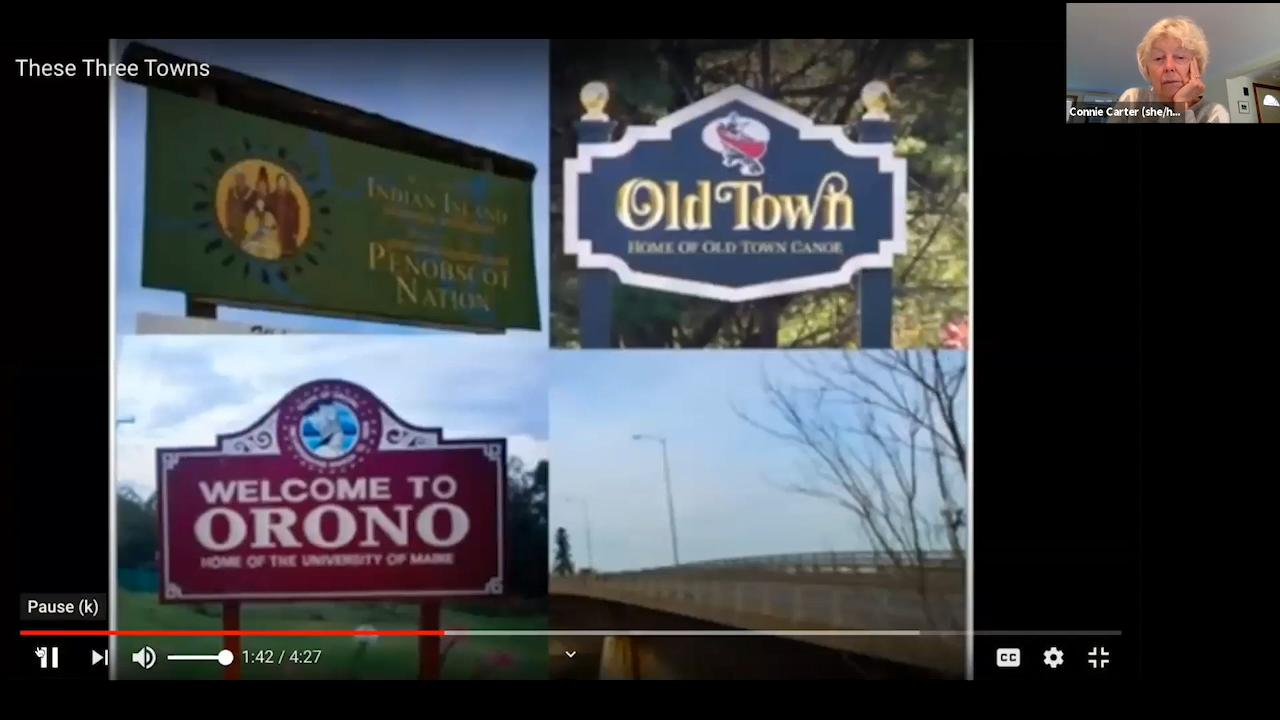 These Three Towns
Connie Carter (she/h...
INDIAN ISLAND
PENOBSCOT
NATION
Old Town
HOME OF OLD TOWN CANOE
WELCOME TO
ORONO
HOME OF THE UNIVERSITY OF MAINE
Pause (k)
1:42 / 4:27
CC